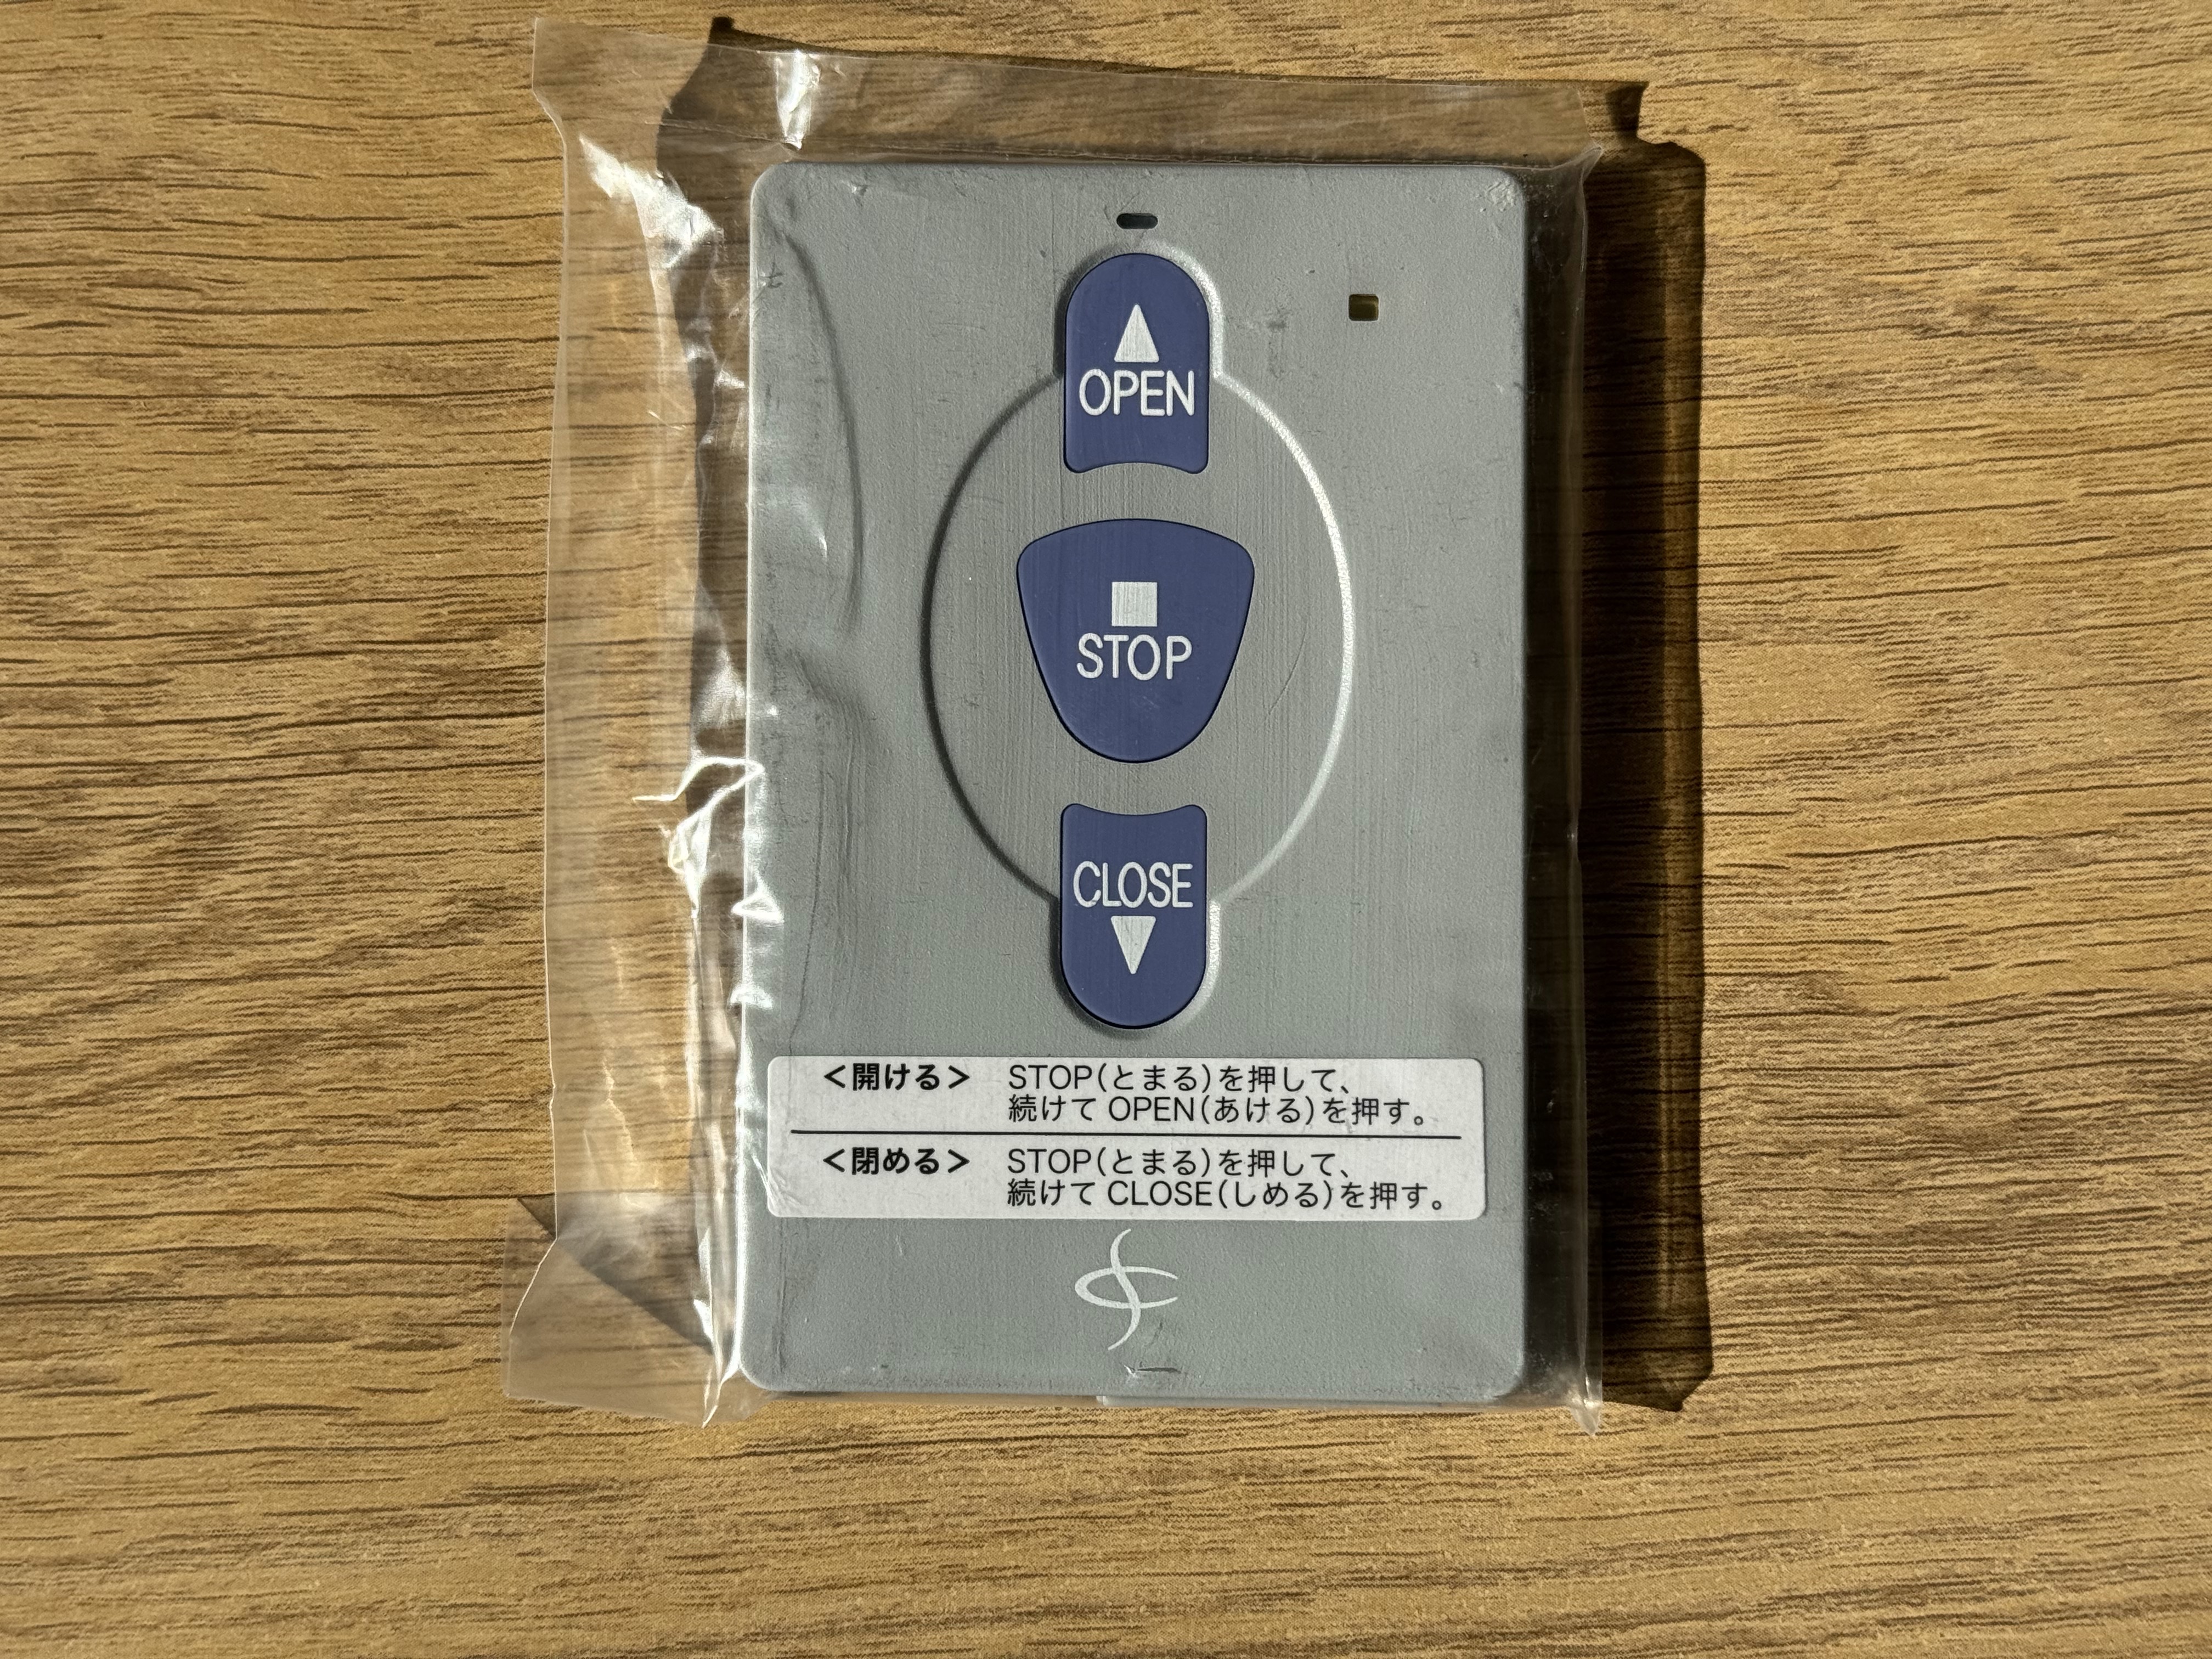 OPEN
STOP
CLOSE
<開ける> STOP(とまる)を押して、
続けて OPEN(あける)を押す。
<閉める> STOP(とまる)を押して、
続けて CLOSE(しめる)を押す。